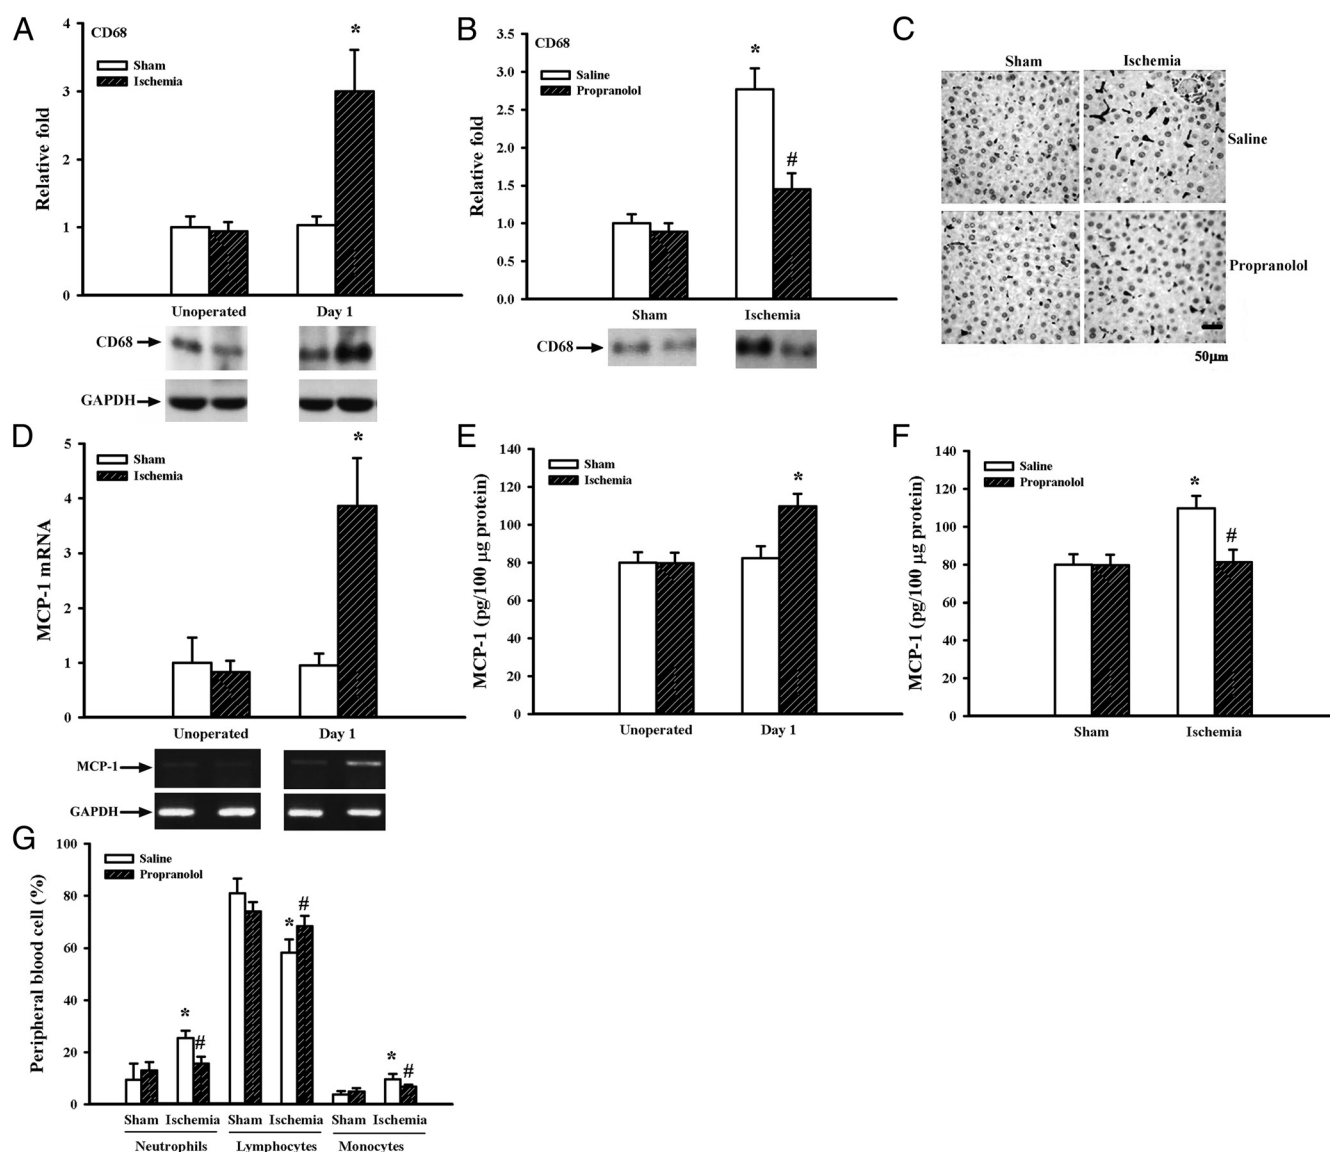 A
CD68
Sham
Ischemia
Relative fold
4
3
2
1
0
*
Unoperated
Day 1
CD68
GAPDH
B
CD68
Saline
Propranolol
Relative fold
3.5
3.0
2.5
2.0
1.5
1.0
0.5
0.0
*
#
Sham
Ischemia
CD68
C
Sham
Ischemia
Saline
Propranolol
50μm
D
Sham
Ischemia
MCP-1 mRNA
5
4
3
2
1
0
*
Unoperated
Day 1
MCP-1
GAPDH
E
Sham
Ischemia
MCP-1 (pg/100 μg protein)
140
120
100
80
60
40
20
0
*
Unoperated
Day 1
F
Saline
Propranolol
MCP-1 (pg/100 μg protein)
140
120
100
80
60
40
20
0
*
#
Sham
Ischemia
G
Saline
Propranolol
Peripheral blood cell (%)
100
80
60
40
20
0
*
#
*
#
*
#
Sham Ischemia Sham Ischemia Sham Ischemia
Neutrophils Lymphocytes Monocytes